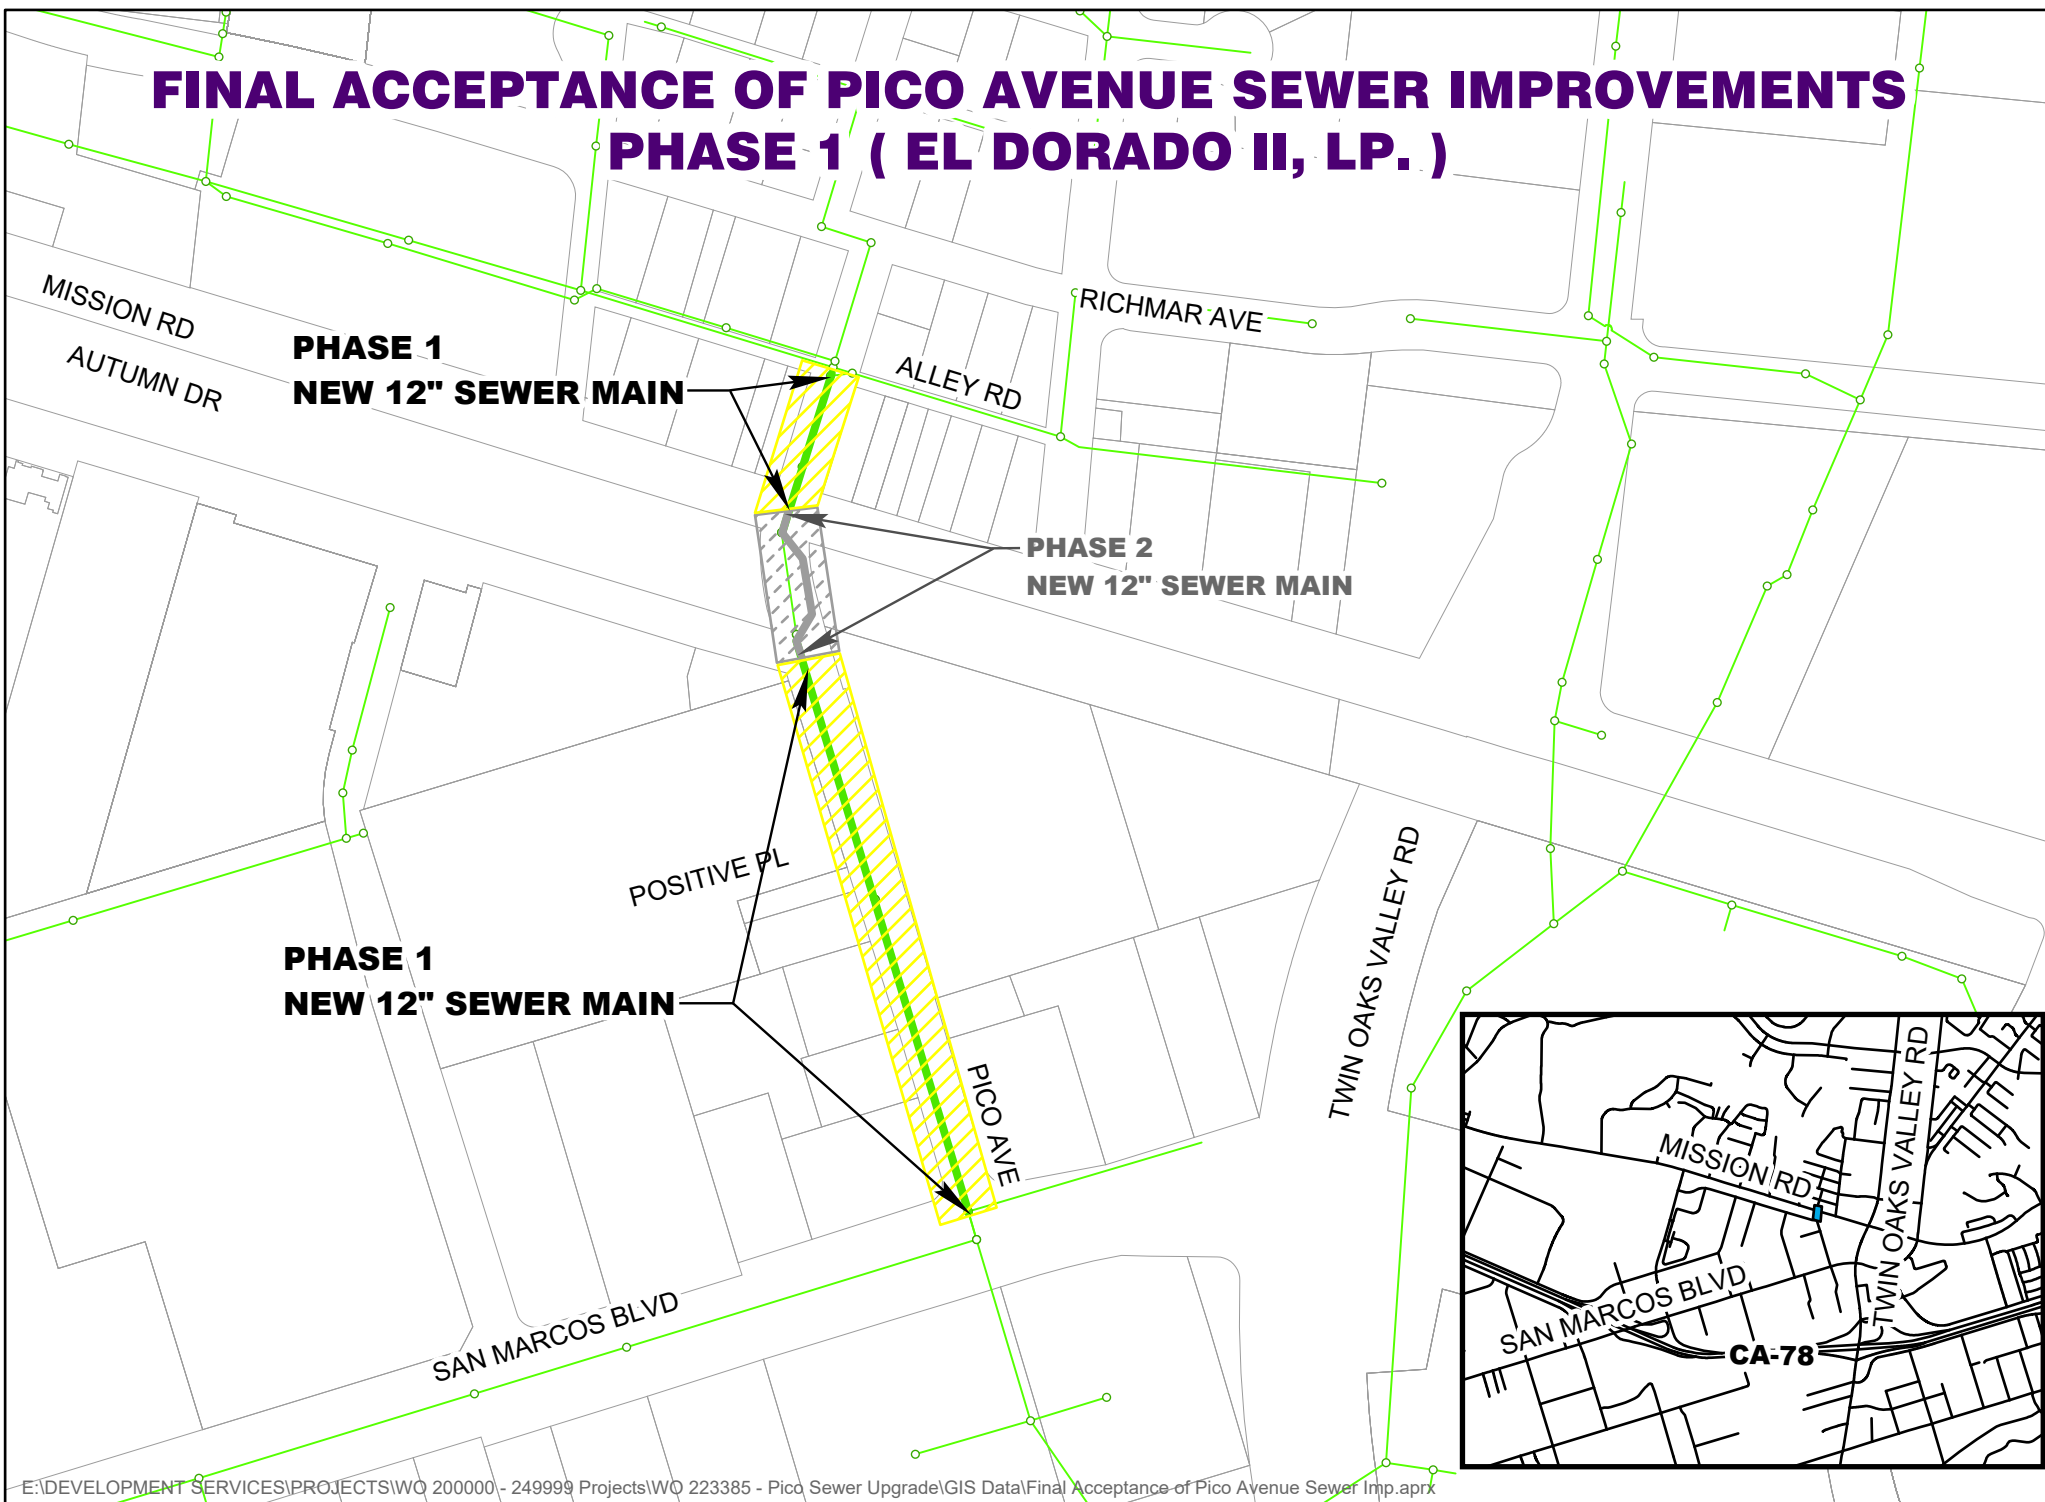 FINAL ACCEPTANCE OF PICO AVENUE SEWER IMPROVEMENTS
PHASE 1 ( EL DORADO II, LP. )
MISSION RD
AUTUMN DR
RICHMAR AVE
ALLEY RD
PHASE 1
NEW 12" SEWER MAIN
PHASE 2
NEW 12" SEWER MAIN
POSITIVE PL
TWIN OAKS VALLEY RD
PHASE 1
NEW 12" SEWER MAIN
PICO AVE
SAN MARCOS BLVD
MISSION RD
TWIN OAKS VALLEY RD
SAN MARCOS BLVD
CA-78
E:\DEVELOPMENT SERVICES\PROJECTS\WO 200000 - 249999 Projects\WO 223385 - Pico Sewer Upgrade\GIS Data\Final Acceptance of Pico Avenue Sewer Imp.aprx